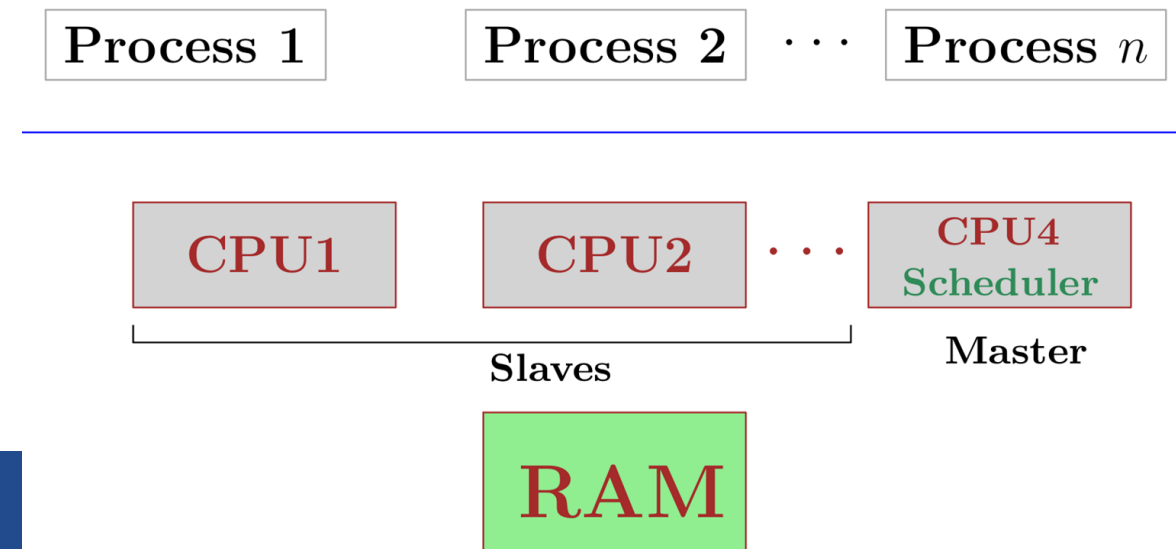 Process 1 Process 2 · · · Process n
CPU1 CPU2 · · · CPU4
Scheduler
Slaves Master
RAM